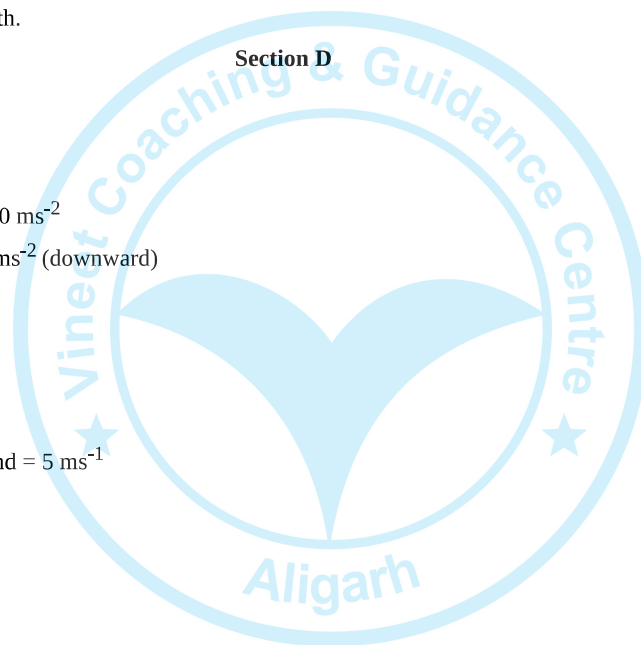 th.
Section D
0 ms-2
ms-2 (downward)
nd = 5 ms-1
Vineet Coaching & Guidance Centre
Aligarh